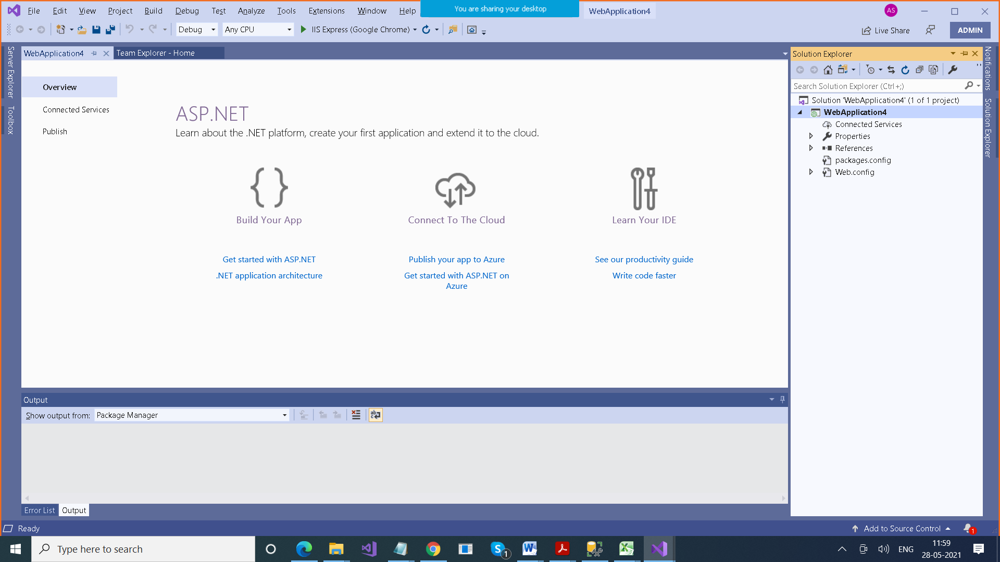 File Edit View Project Build Debug Test Analyze Tools Extensions Window Help
You are sharing your desktop
WebApplication4
AS
Debug
Any CPU
IIS Express (Google Chrome)
Live Share
ADMIN
Server Explorer
Toolbox
WebApplication4
Team Explorer - Home
Overview
Connected Services
Publish
ASP.NET
Learn about the .NET platform, create your first application and extend it to the cloud.
Build Your App
Connect To The Cloud
Learn Your IDE
Get started with ASP.NET
.NET application architecture
Publish your app to Azure
Get started with ASP.NET on
Azure
See our productivity guide
Write code faster
Solution Explorer
Search Solution Explorer (Ctrl+;)
Solution 'WebApplication4' (1 of 1 project)
WebApplication4
Connected Services
Properties
References
packages.config
Web.config
Notifications
Solution Explorer
Output
Show output from: Package Manager
Error List
Output
Ready
Add to Source Control
1
Type here to search
1
ENG
11:59
28-05-2021